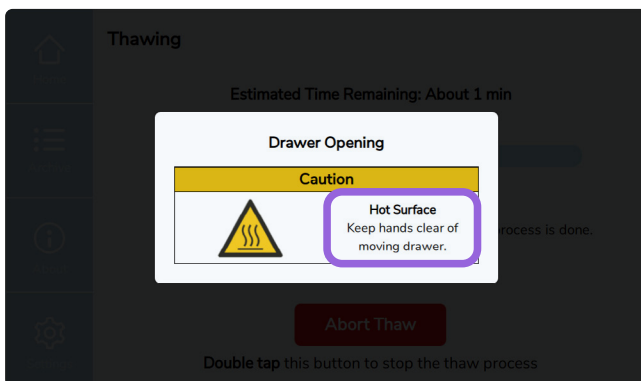 Thawing
Estimated Time Remaining: About 1 min
Drawer Opening
Caution
Hot Surface
Keep hands clear of
moving drawer.
process is done.
Abort Thaw
Double tap this button to stop the thaw process